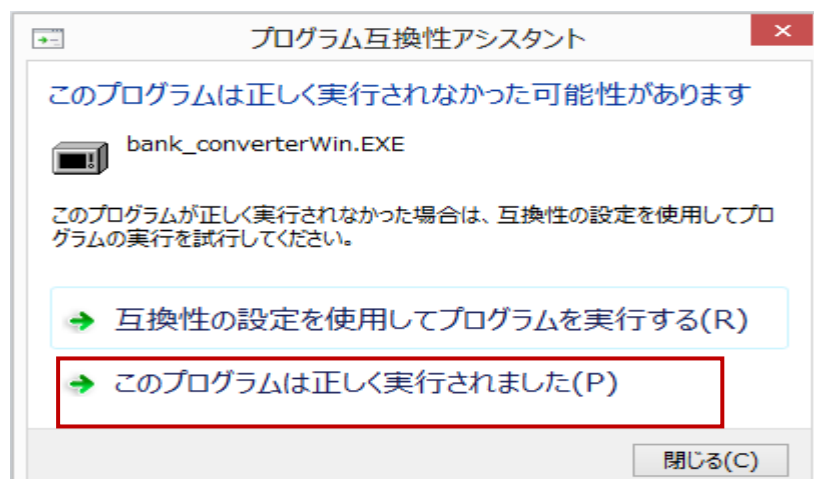 プログラム互換性アシスタント
このプログラムは正しく実行されなかった可能性があります
bank_converterWin.EXE
このプログラムが正しく実行されなかった場合は、互換性の設定を使用してプロ
グラムの実行を試行してください。
互換性の設定を使用してプログラムを実行する(R)
このプログラムは正しく実行されました(P)
閉じる(C)